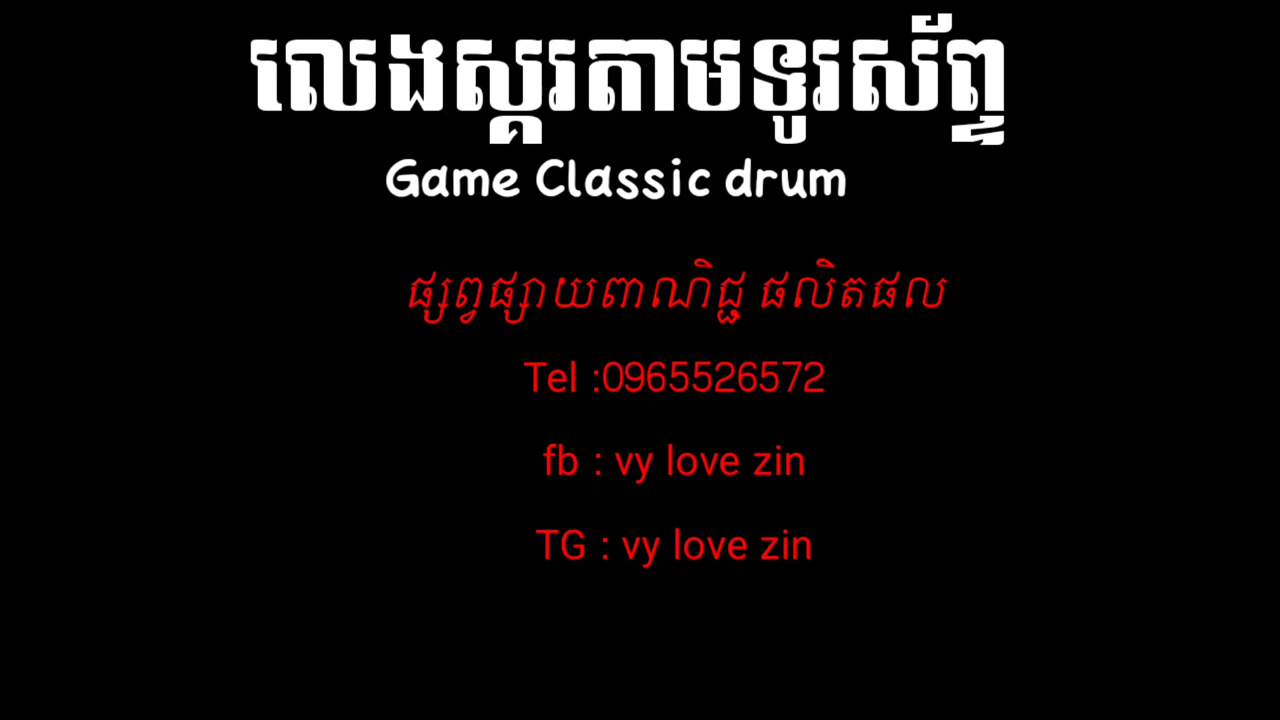 លេងស្គរតាមទូរស័ព្ទ
Game Classic drum
ផ្សព្វផ្សាយពាណិជ្ជ ផលិតផល
Tel :0965526572
fb : vy love zin
TG : vy love zin